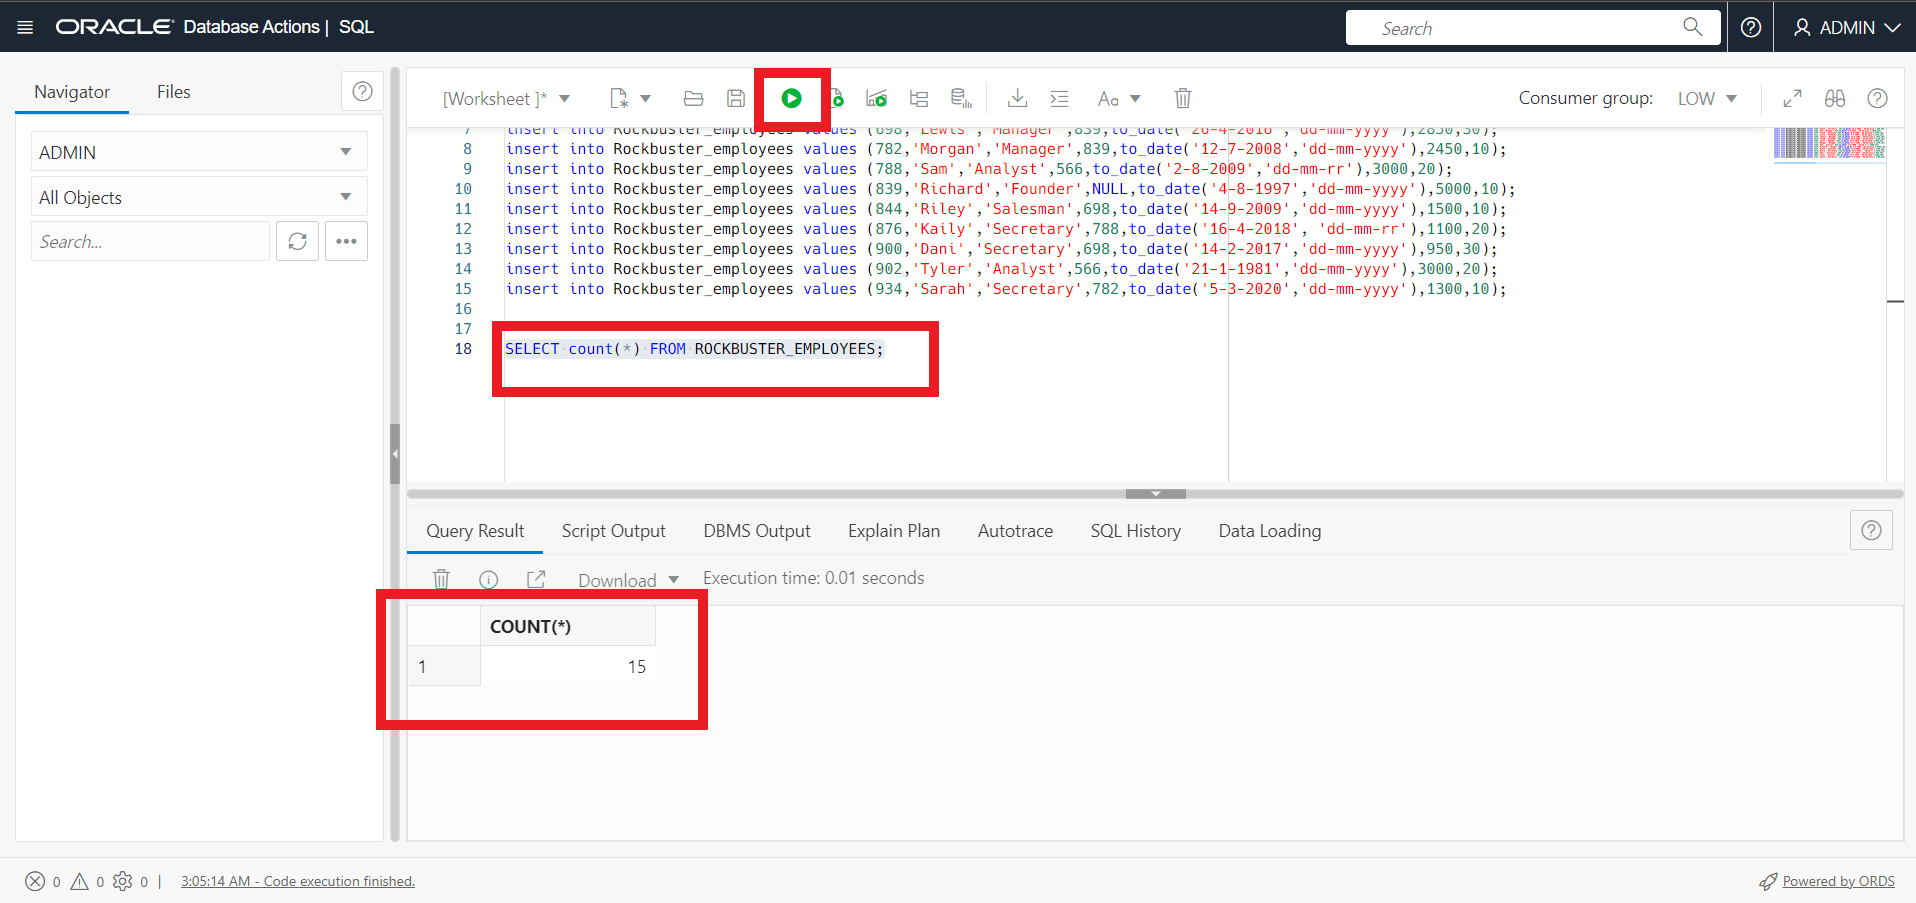 ORACLE Database Actions | SQL
Search
ADMIN
Navigator
Files
ADMIN
All Objects
Search...
[Worksheet ]*
Aa
Consumer group:
LOW
7 insert into Rockbuster_employees values (698,'Lewis','Manager',839,to_date('26-4-2016','dd-mm-yyyy'),2850,30);
8 insert into Rockbuster_employees values (782,'Morgan','Manager',839,to_date('12-7-2008','dd-mm-yyyy'),2450,10);
9 insert into Rockbuster_employees values (788,'Sam','Analyst',566,to_date('2-8-2009','dd-mm-rr'),3000,20);
10 insert into Rockbuster_employees values (839,'Richard','Founder',NULL,to_date('4-8-1997','dd-mm-yyyy'),5000,10);
11 insert into Rockbuster_employees values (844,'Riley','Salesman',698,to_date('14-9-2009','dd-mm-yyyy'),1500,10);
12 insert into Rockbuster_employees values (876,'Kaily','Secretary',788,to_date('16-4-2018', 'dd-mm-rr'),1100,20);
13 insert into Rockbuster_employees values (900,'Dani','Secretary',698,to_date('14-2-2017','dd-mm-yyyy'),950,30);
14 insert into Rockbuster_employees values (902,'Tyler','Analyst',566,to_date('21-1-1981','dd-mm-yyyy'),3000,20);
15 insert into Rockbuster_employees values (934,'Sarah','Secretary',782,to_date('5-3-2020','dd-mm-yyyy'),1300,10);
16
17
18 SELECT count(*) FROM ROCKBUSTER_EMPLOYEES;
Query Result
Script Output
DBMS Output
Explain Plan
Autotrace
SQL History
Data Loading
Download
Execution time: 0.01 seconds
COUNT(*)
1 15
0 0 0 | 3:05:14 AM - Code execution finished.
Powered by ORDS